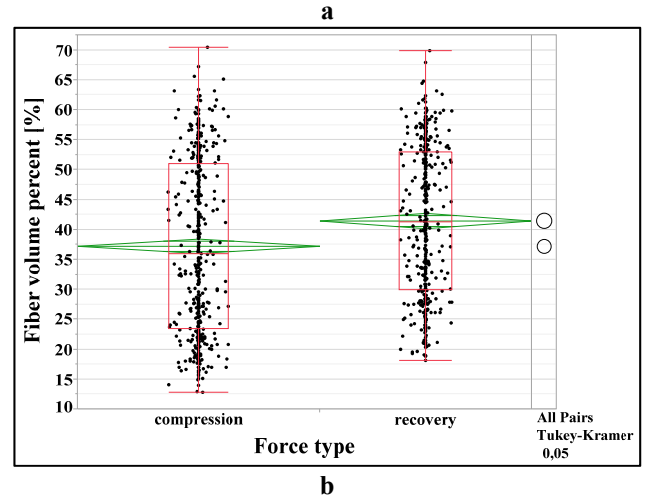 a
Fiber volume percent [%]
70
65
60
55
50
45
40
35
30
25
20
15
10
compression
recovery
Force type
All Pairs
Tukey-Kramer
0,05
b